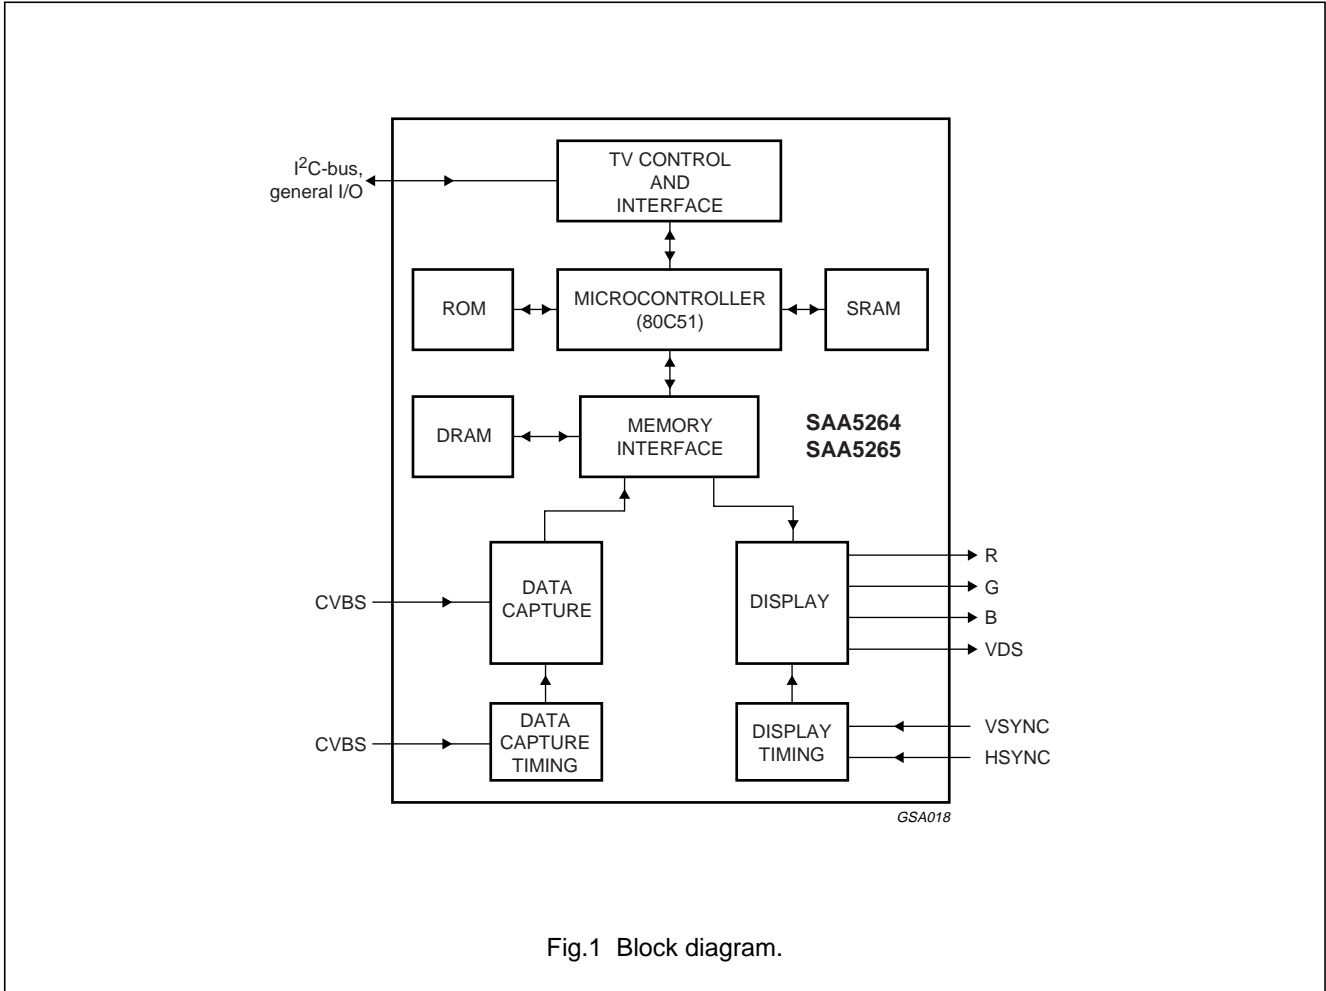 I2C-bus,
general I/O
TV CONTROL
AND
INTERFACE
ROM
MICROCONTROLLER
(80C51)
SRAM
DRAM
MEMORY
INTERFACE
SAA5264
SAA5265
CVBS
DATA
CAPTURE
DISPLAY
R
G
B
VDS
CVBS
DATA
CAPTURE
TIMING
DISPLAY
TIMING
VSYNC
HSYNC
GSA018
Fig.1 Block diagram.